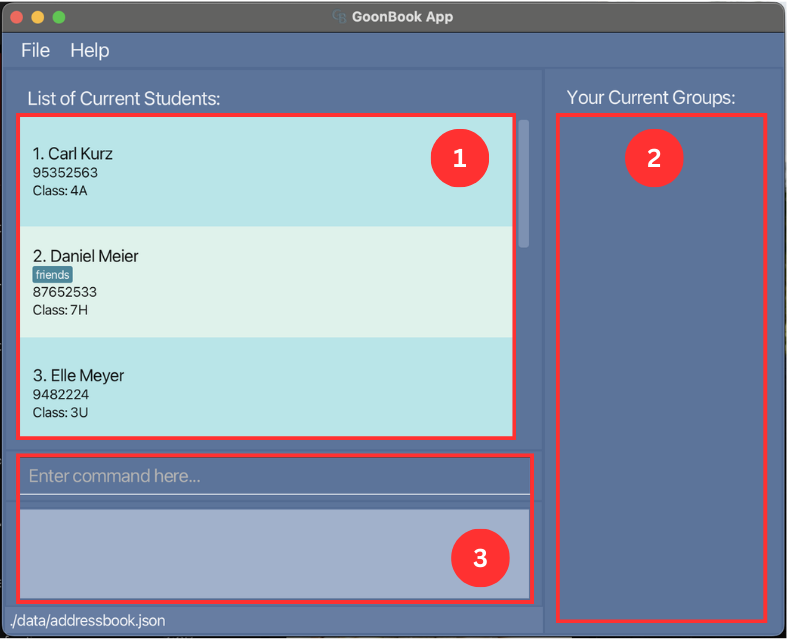 GB GoonBook App
File Help
List of Current Students:
1. Carl Kurz
95352563
Class: 4A
1
2. Daniel Meier
friends
87652533
Class: 7H
3. Elle Meyer
9482224
Class: 3U
Enter command here...
3
./data/addressbook.json
Your Current Groups:
2